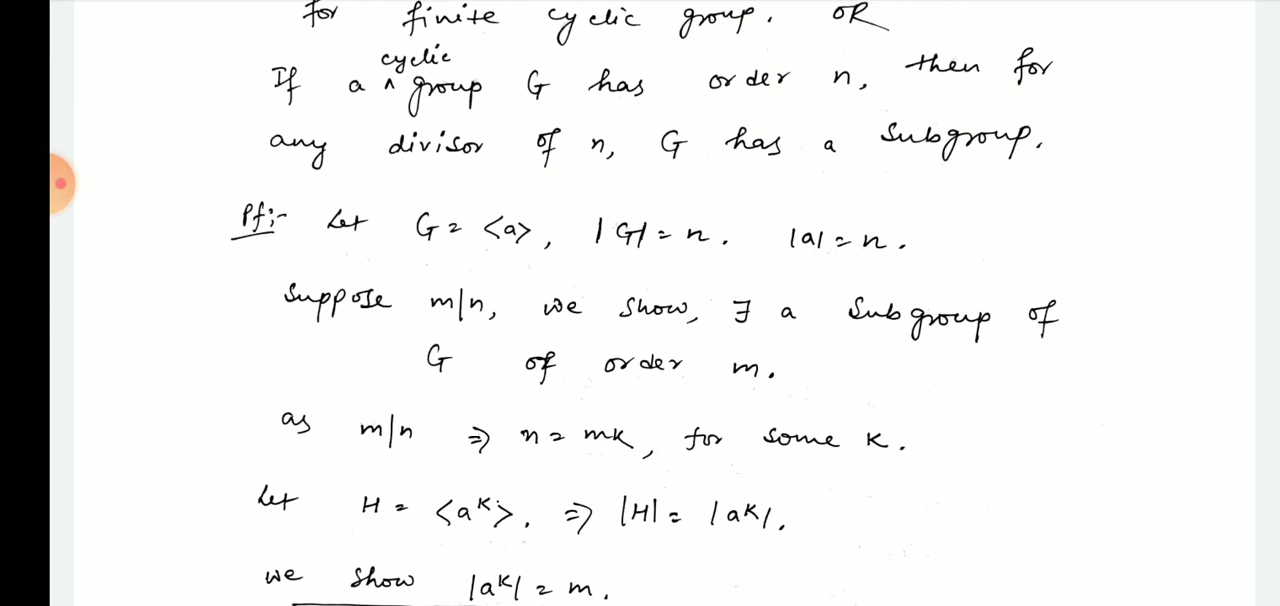 for finite cyclic group. OR
If a ^ cyclic group G has order n, then for
any divisor of n, G has a subgroup.
Pf:- Let G = <a>, |G| = n. |a| = n.
Suppose m|n, we show, ∃ a subgroup of
G of order m.
as m|n ⇒ n = mk, for some k.
Let H = <a^k>. ⇒ |H| = |a^k|.
we show |a^k| = m.